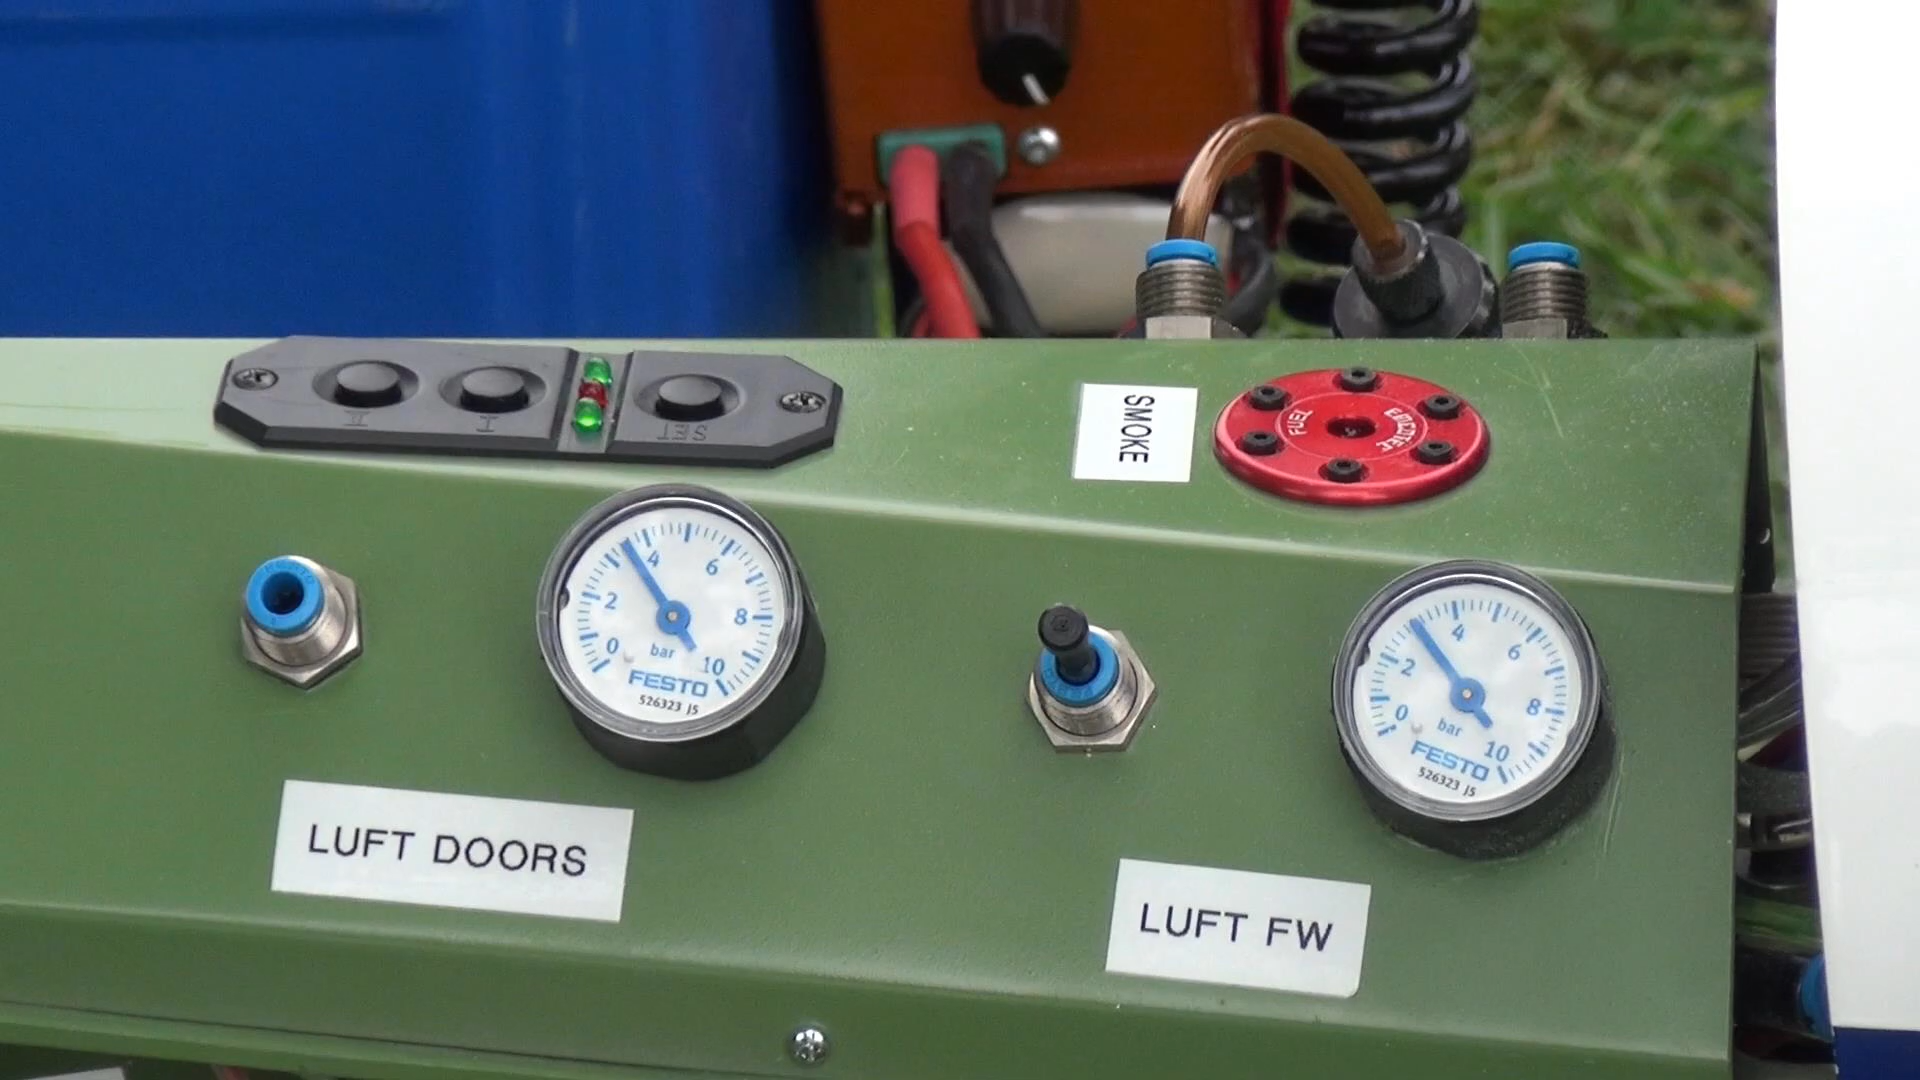 II
I
SET
SMOKE
FUEL
4
6
2
8
0
bar
10
FESTO
526323 J5
4
6
2
8
0
bar
10
FESTO
526323 J5
LUFT DOORS
LUFT FW